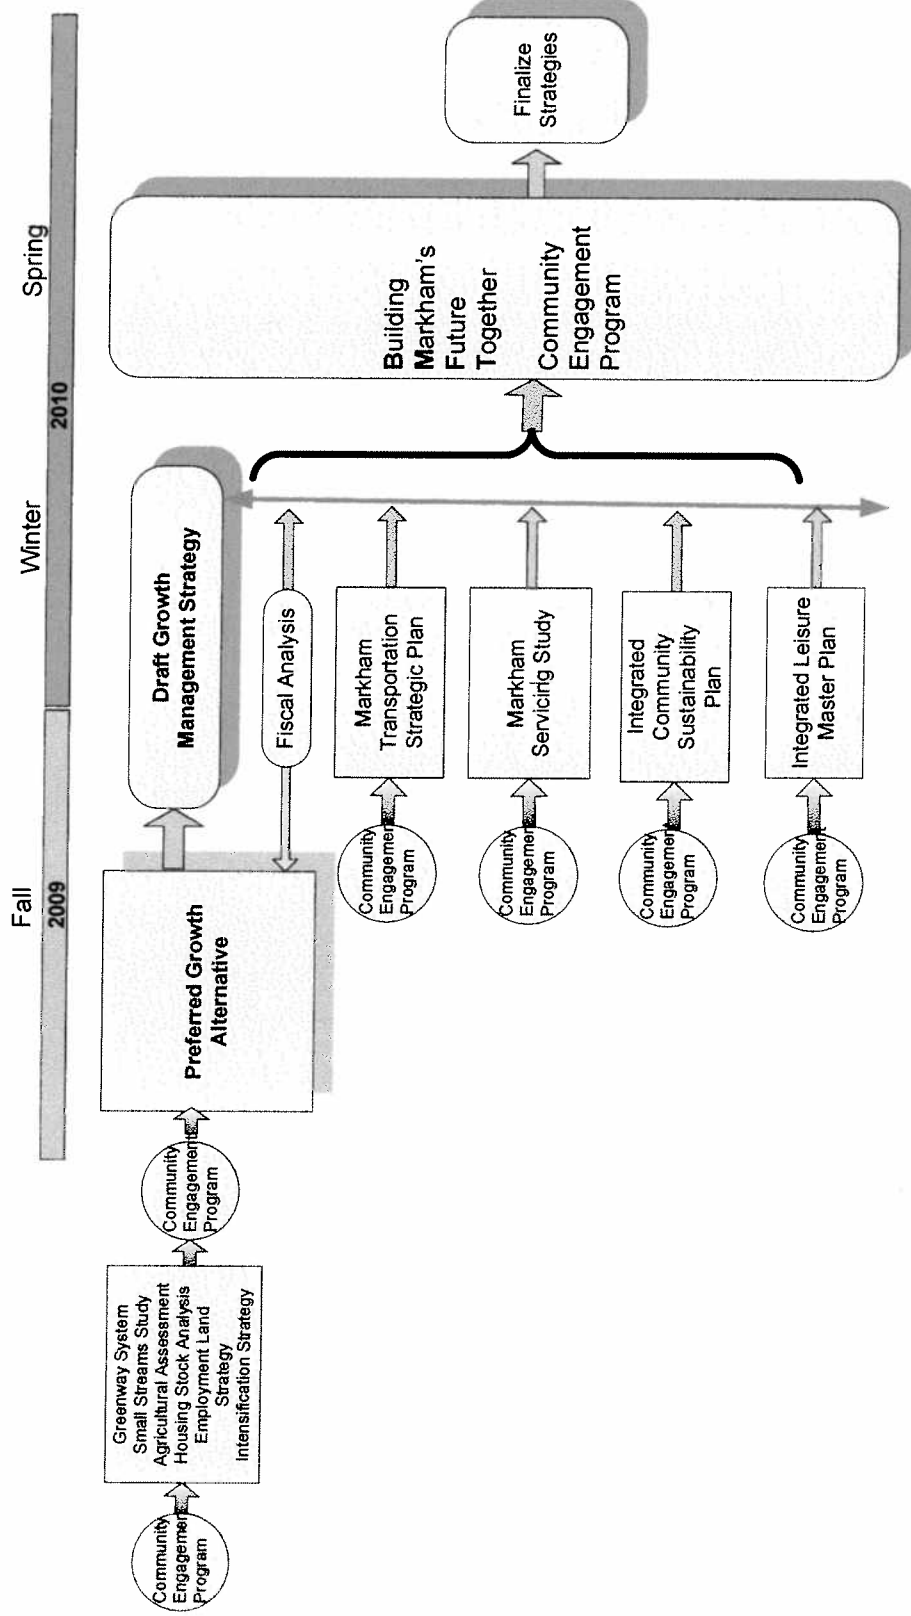 Fall
Winter
Spring
2009
2010
Community
Engagement
Program
Greenway System
Small Streams Study
Agricultural Assessment
Housing Stock Analysis
Employment Land
Strategy
Intensification Strategy
Community
Engagement
Program
Preferred Growth
Alternative
Draft Growth
Management Strategy
Fiscal Analysis
Community
Engagement
Program
Markham
Transportation
Strategic Plan
Community
Engagement
Program
Markham
Servicing Study
Community
Engagement
Program
Integrated
Community
Sustainability
Plan
Community
Engagement
Program
Integrated Leisure
Master Plan
Building
Markham's
Future
Together
Community
Engagement
Program
Finalize
Strategies